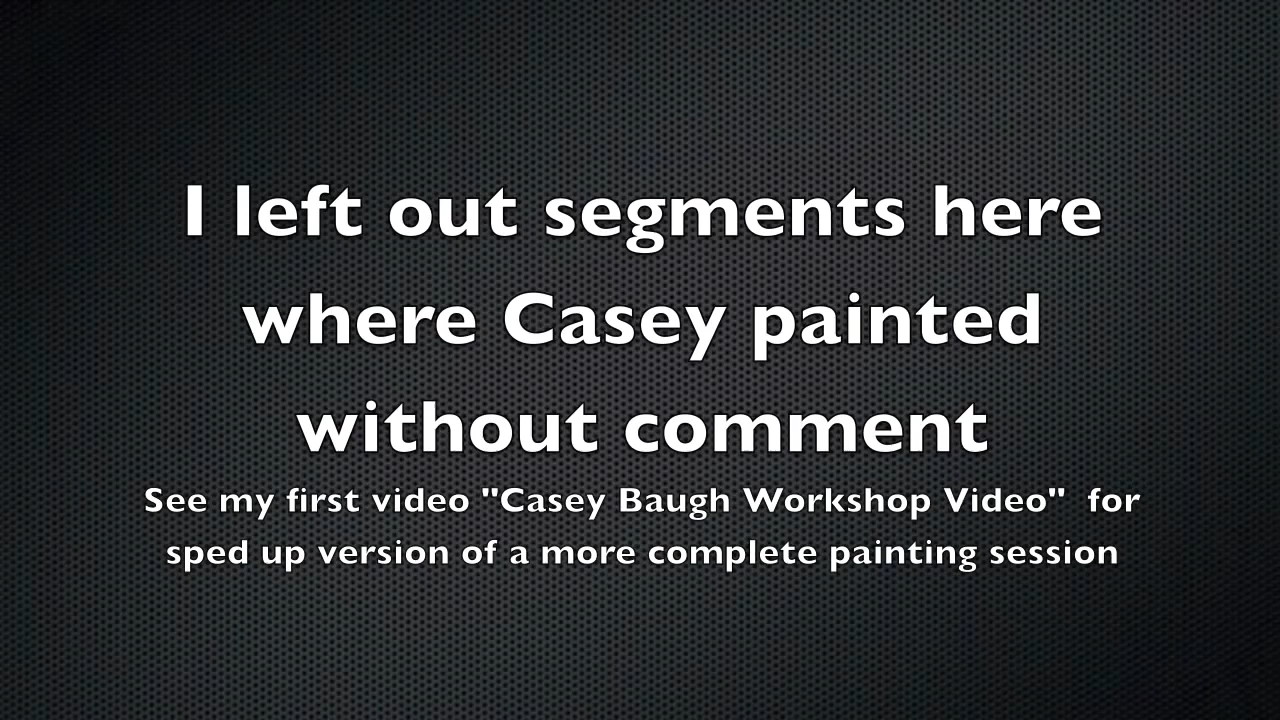 I left out segments here
where Casey painted
without comment
See my first video "Casey Baugh Workshop Video"  for
sped up version of a more complete painting session